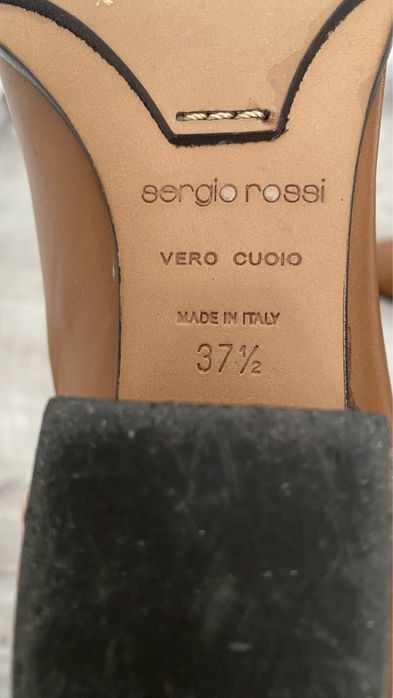 sergio rossi
VERO CUOIO
MADE IN ITALY
37½